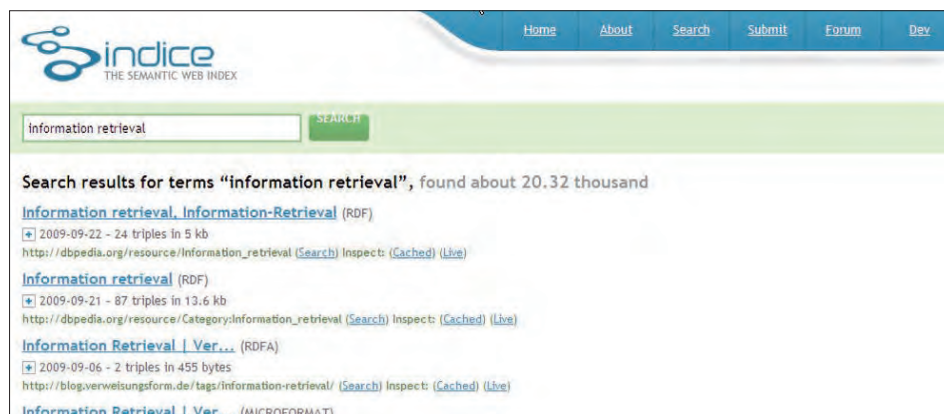 Home About Search Submit Forum Dev
Sindice
THE SEMANTIC WEB INDEX
information retrieval SEARCH
Search results for terms “information retrieval”, found about 20.32 thousand
Information retrieval, Information-Retrieval (RDF)
+ 2009-09-22 - 24 triples in 5 kb
http://dbpedia.org/resource/Information_retrieval (Search) Inspect: (Cached) (Live)
Information retrieval (RDF)
+ 2009-09-21 - 87 triples in 13.6 kb
http://dbpedia.org/resource/Category:Information_retrieval (Search) Inspect: (Cached) (Live)
Information Retrieval | Ver... (RDFA)
+ 2009-09-06 - 2 triples in 455 bytes
http://blog.verweisungsform.de/tags/information-retrieval/ (Search) Inspect: (Cached) (Live)
Information Retrieval | Ver... (MICROFORMAT)